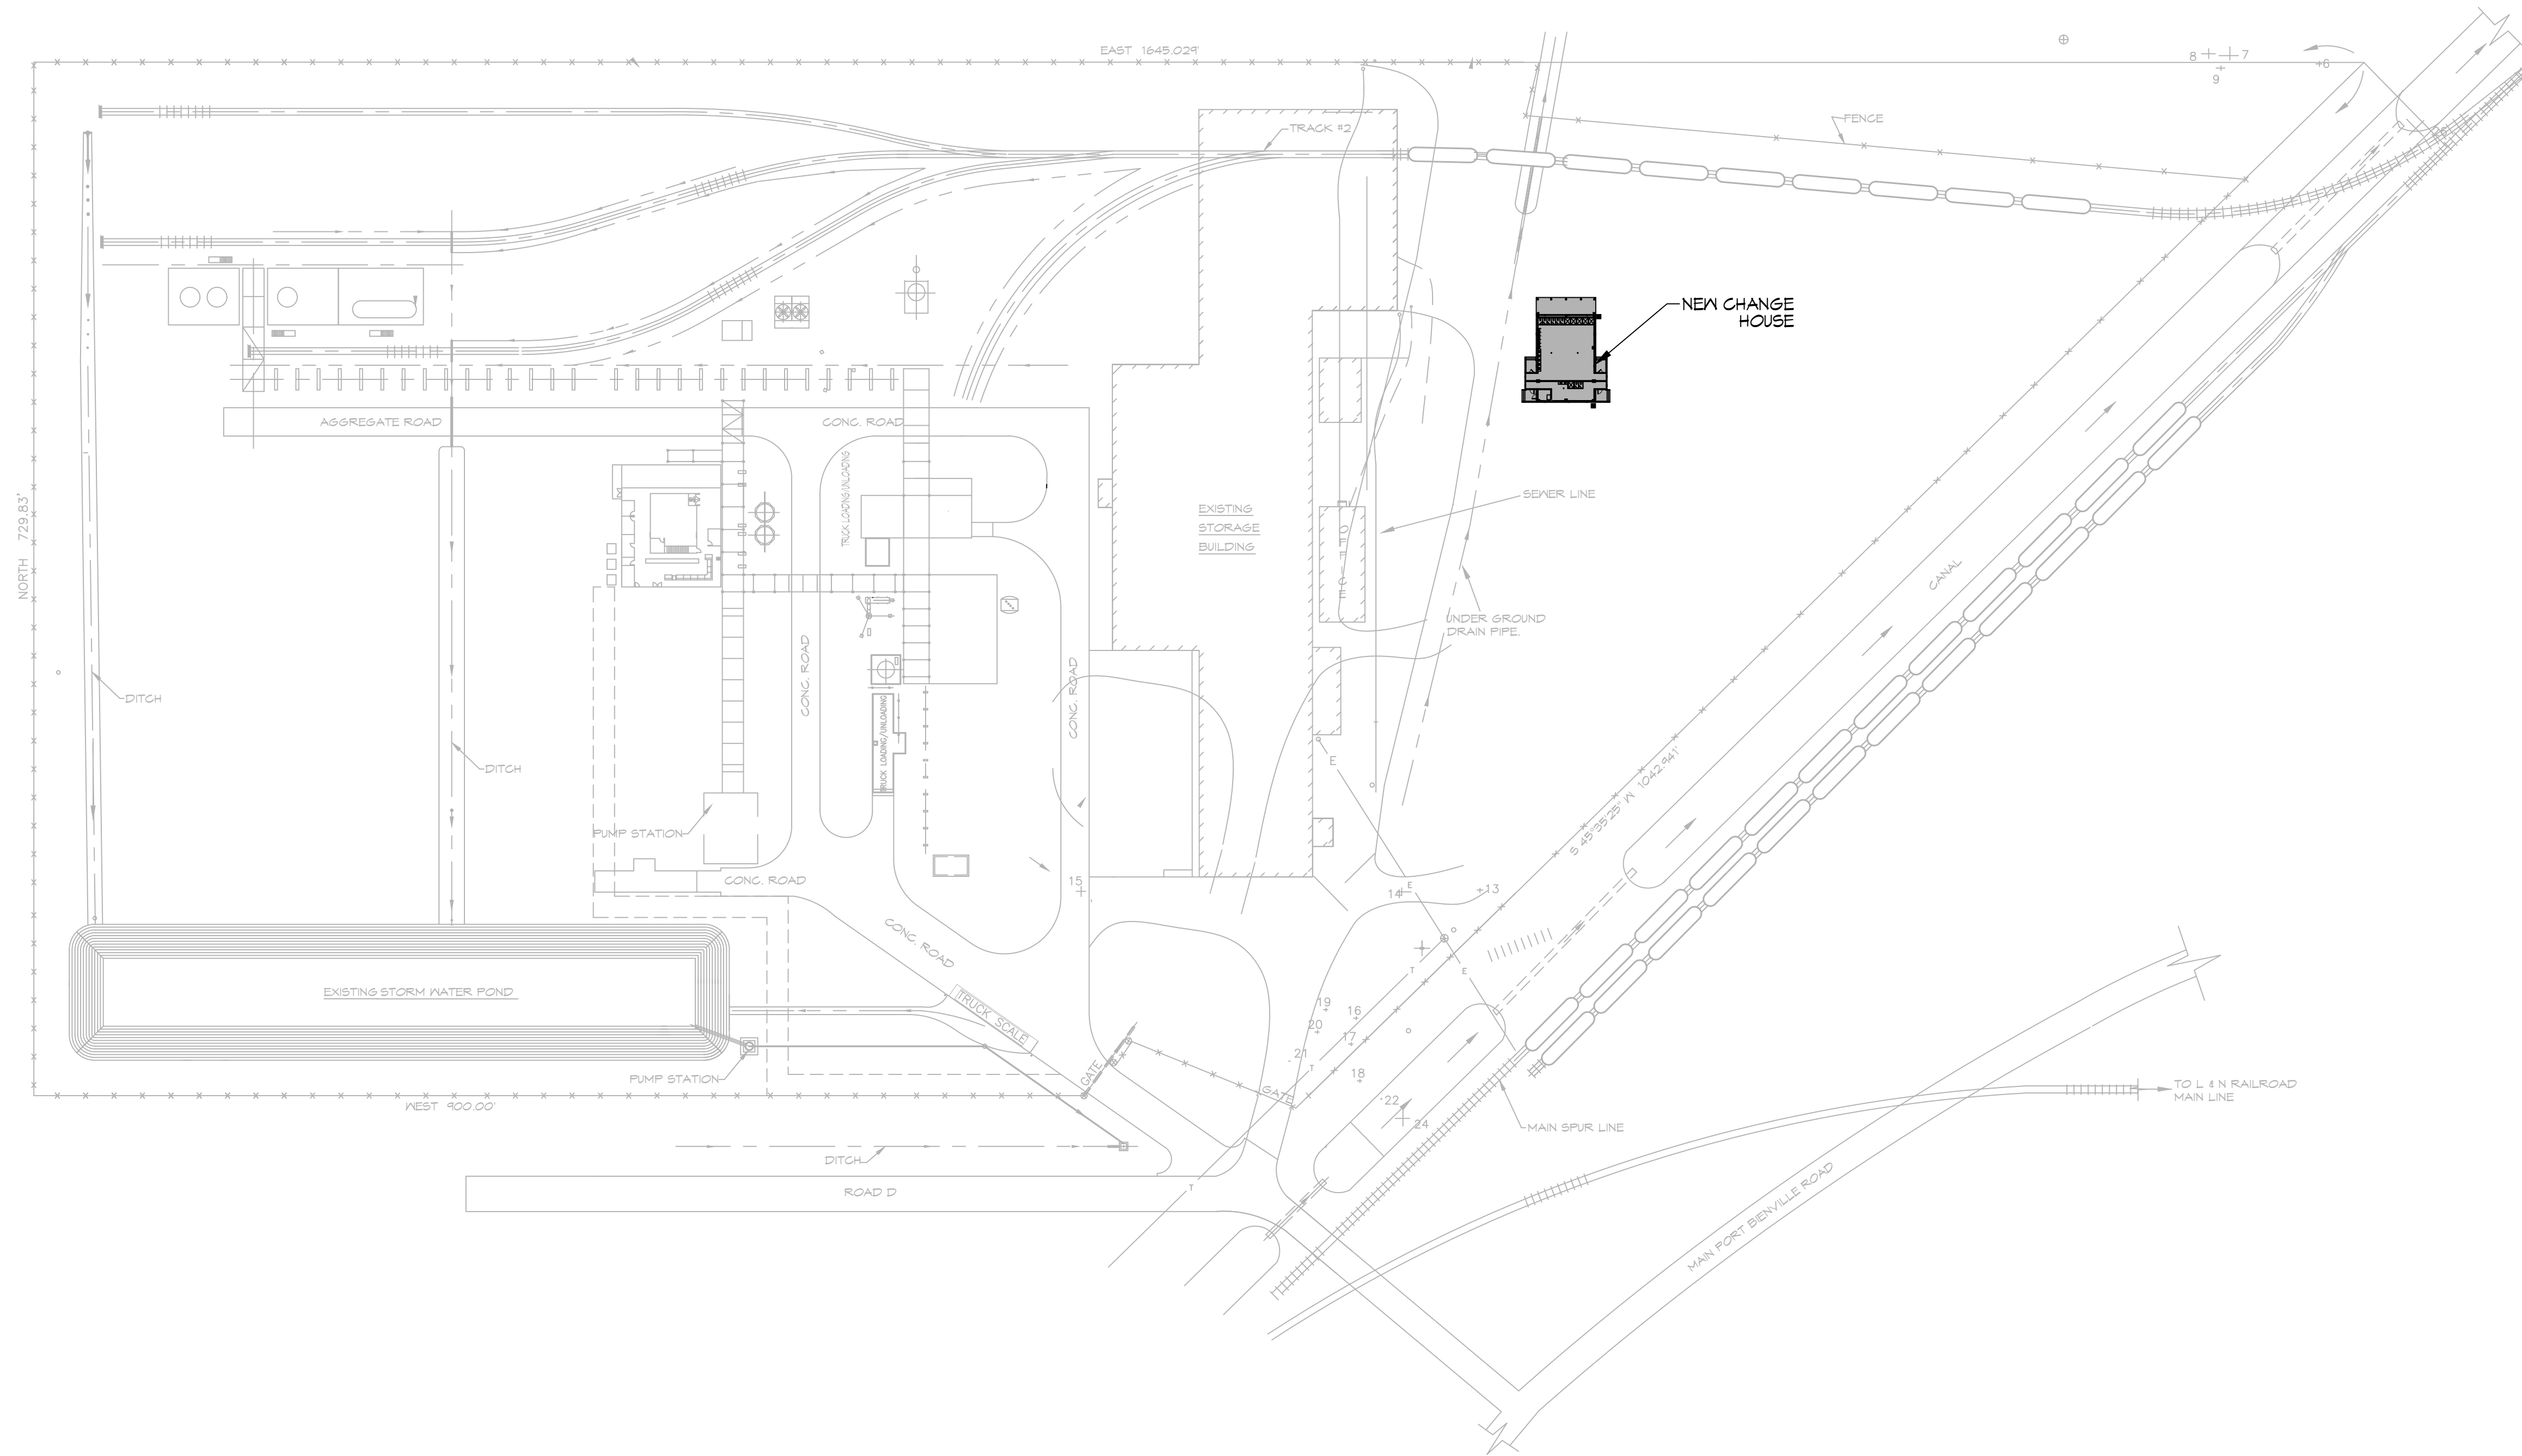 EAST 1645.029'
8
7
9
6
TRACK #2
FENCE
26
NEW CHANGE
HOUSE
AGGREGATE ROAD
CONC. ROAD
TRUCK LOADING/UNLOADING
NORTH 729.83'
EXISTING
STORAGE
BUILDING
OFFICE
SEWER LINE
UNDER GROUND
DRAIN PIPE.
CANAL
DITCH
DITCH
CONC. ROAD
CONC. ROAD
TRUCK LOADING/UNLOADING
E
S 45°35'25" W 1042.941'
PUMP STATION
CONC. ROAD
15
14
E
13
CONC. ROAD
T
E
EXISTING STORM WATER POND
TRUCK SCALE
19
16
20
17
21
18
T
GATE
GATE
22
24
PUMP STATION
WEST 900.00'
TO L & N RAILROAD
MAIN LINE
MAIN SPUR LINE
DITCH
ROAD D
T
MAIN PORT BIENVILLE ROAD